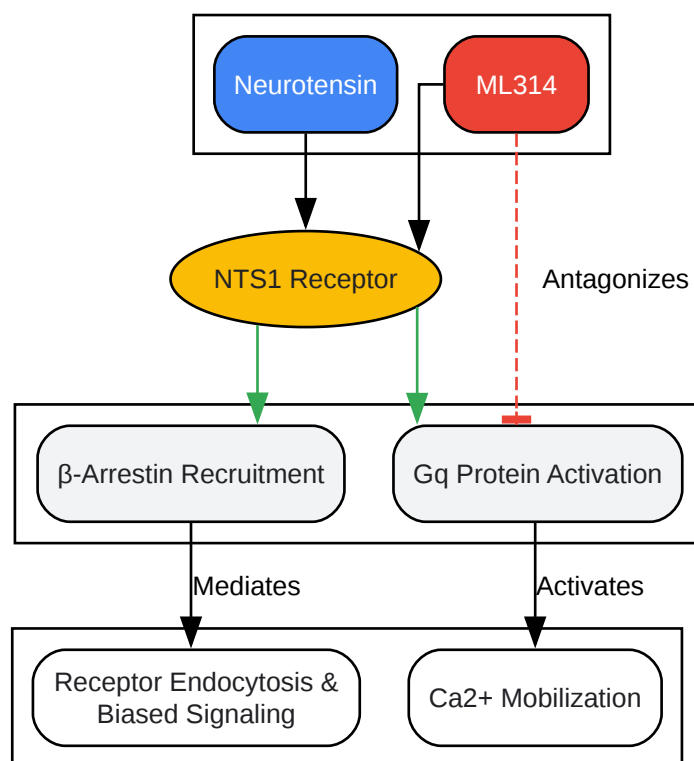 Neurotensin
ML314
NTS1 Receptor
Antagonizes
β-Arrestin Recruitment
Gq Protein Activation
Mediates
Activates
Receptor Endocytosis &
Biased Signaling
Ca2+ Mobilization